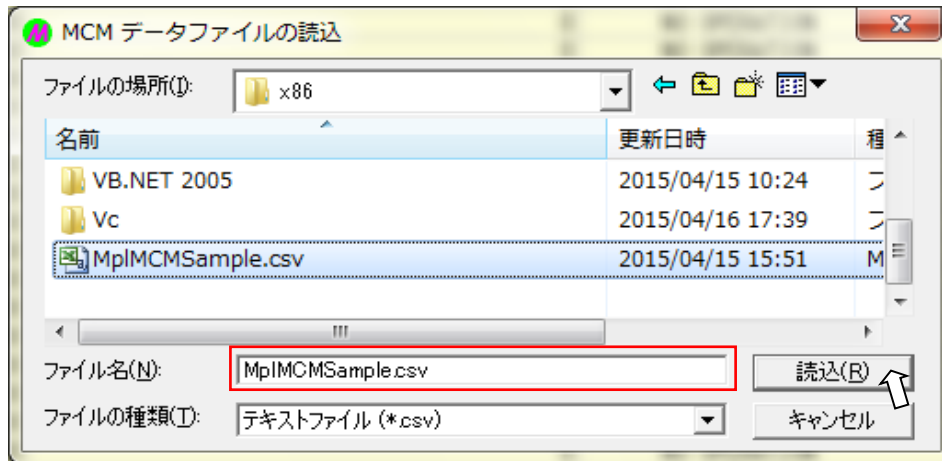 MCM データファイルの読込
ファイルの場所(I):
x86
名前 更新日時 種
VB.NET 2005 2015/04/15 10:24 フ
Vc 2015/04/16 17:39 フ
MplMCMSample.csv 2015/04/15 15:51 M
ファイル名(N): MplMCMSample.csv 読込(R)
ファイルの種類(T): テキストファイル (*.csv) キャンセル